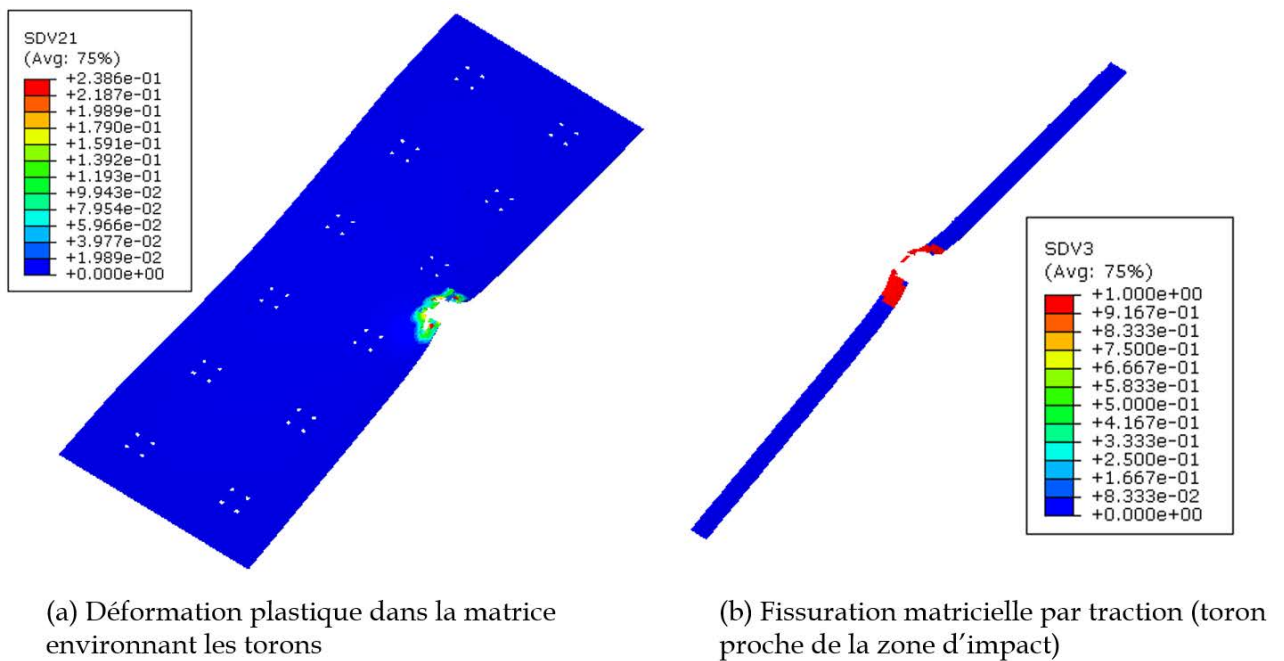 SDV21
(Avg: 75%)
+2.386e-01
+2.187e-01
+1.989e-01
+1.790e-01
+1.591e-01
+1.392e-01
+1.193e-01
+9.943e-02
+7.954e-02
+5.966e-02
+3.977e-02
+1.989e-02
+0.000e+00
SDV3
(Avg: 75%)
+1.000e+00
+9.167e-01
+8.333e-01
+7.500e-01
+6.667e-01
+5.833e-01
+5.000e-01
+4.167e-01
+3.333e-01
+2.500e-01
+1.667e-01
+8.333e-02
+0.000e+00
(a) Déformation plastique dans la matrice
environnant les torons
(b) Fissuration matricielle par traction (toron
proche de la zone d'impact)